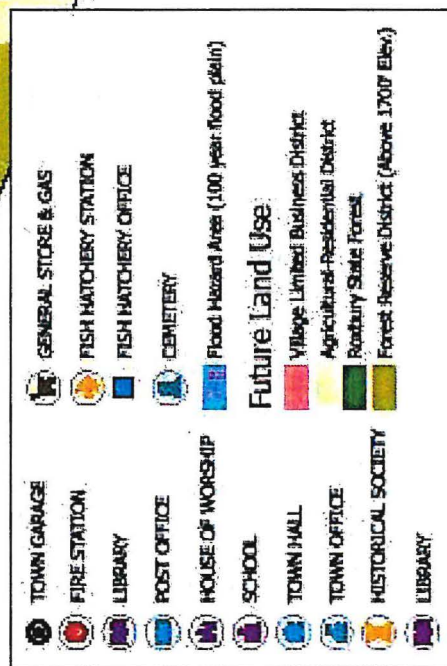 TOWN GARAGE
FIRE STATION
LIBRARY
POST OFFICE
HOUSE OF WORSHIP
SCHOOL
TOWN HALL
TOWN OFFICE
HISTORICAL SOCIETY
LIBRARY
GENERAL STORE & GAS
FISH HATCHERY STATION
FISH HATCHERY OFFICE
CEMETERY
Flood Hazard Area (100 year flood plain)
Future Land Use
Village Limited Business District
Agricultural-Residential District
Roxbury State Forest
Forest Reserve District (Above 1700' Elev.)